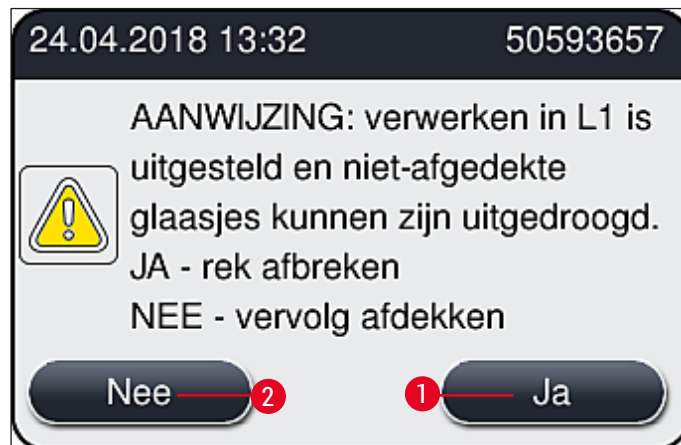 24.04.2018 13:32 50593657
AANWIJZING: verwerken in L1 is
uitgesteld en niet-afgedekte
glaasjes kunnen zijn uitgedroogd.
JA - rek afbreken
NEE - vervolg afdekken
Nee 2 1 Ja